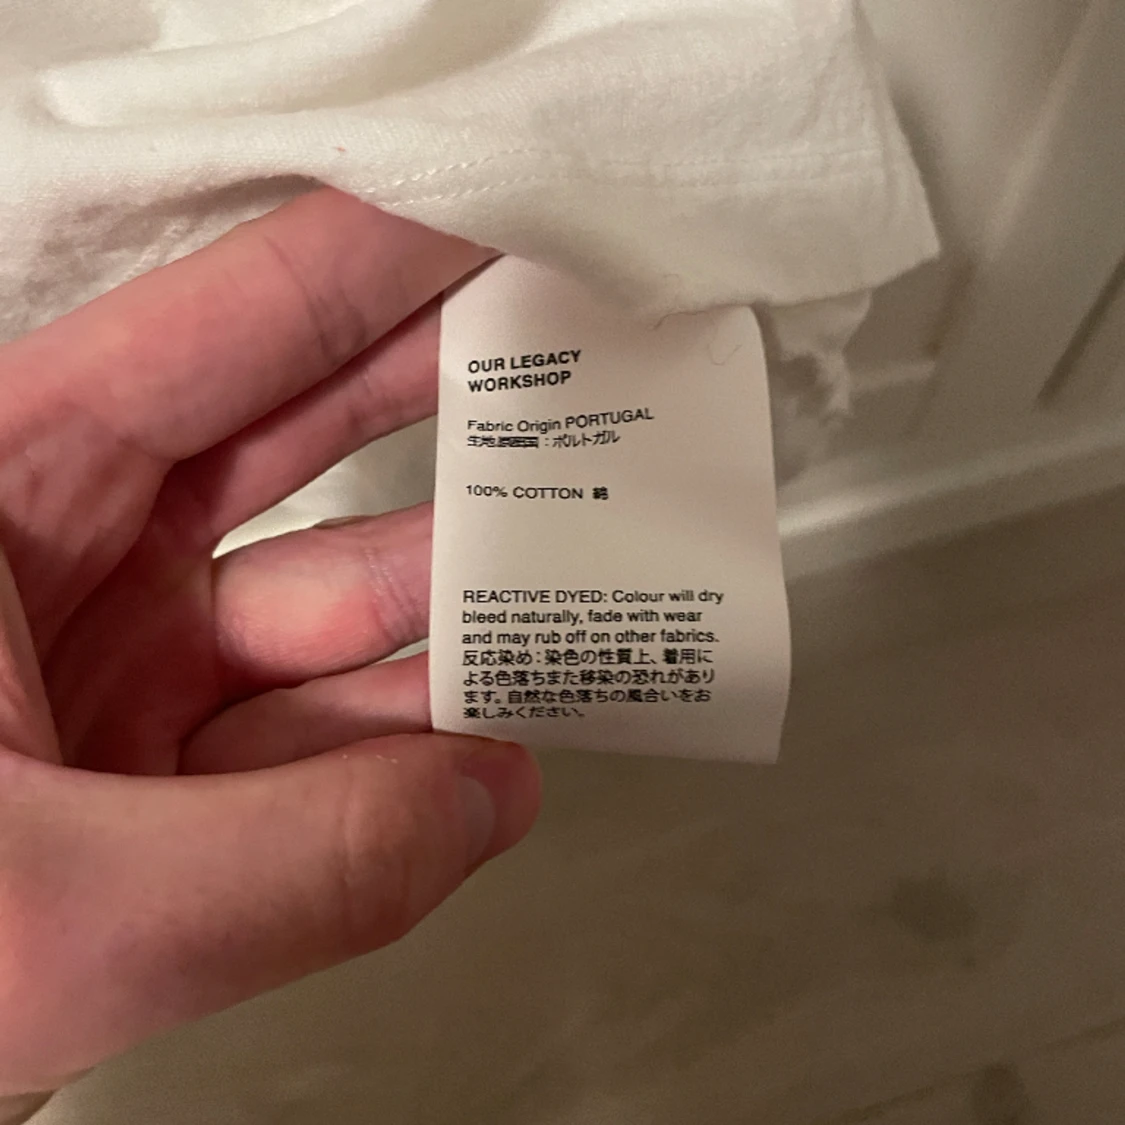 OUR LEGACY
WORKSHOP
Fabric Origin PORTUGAL
生地原産国：ポルトガル
100% COTTON 綿
REACTIVE DYED: Colour will dry
bleed naturally, fade with wear
and may rub off on other fabrics.
反応染め：染色の性質上、着用に
よる色落ちまた移染の恐れがあり
ます。自然な色落ちの風合いをお
楽しみください。